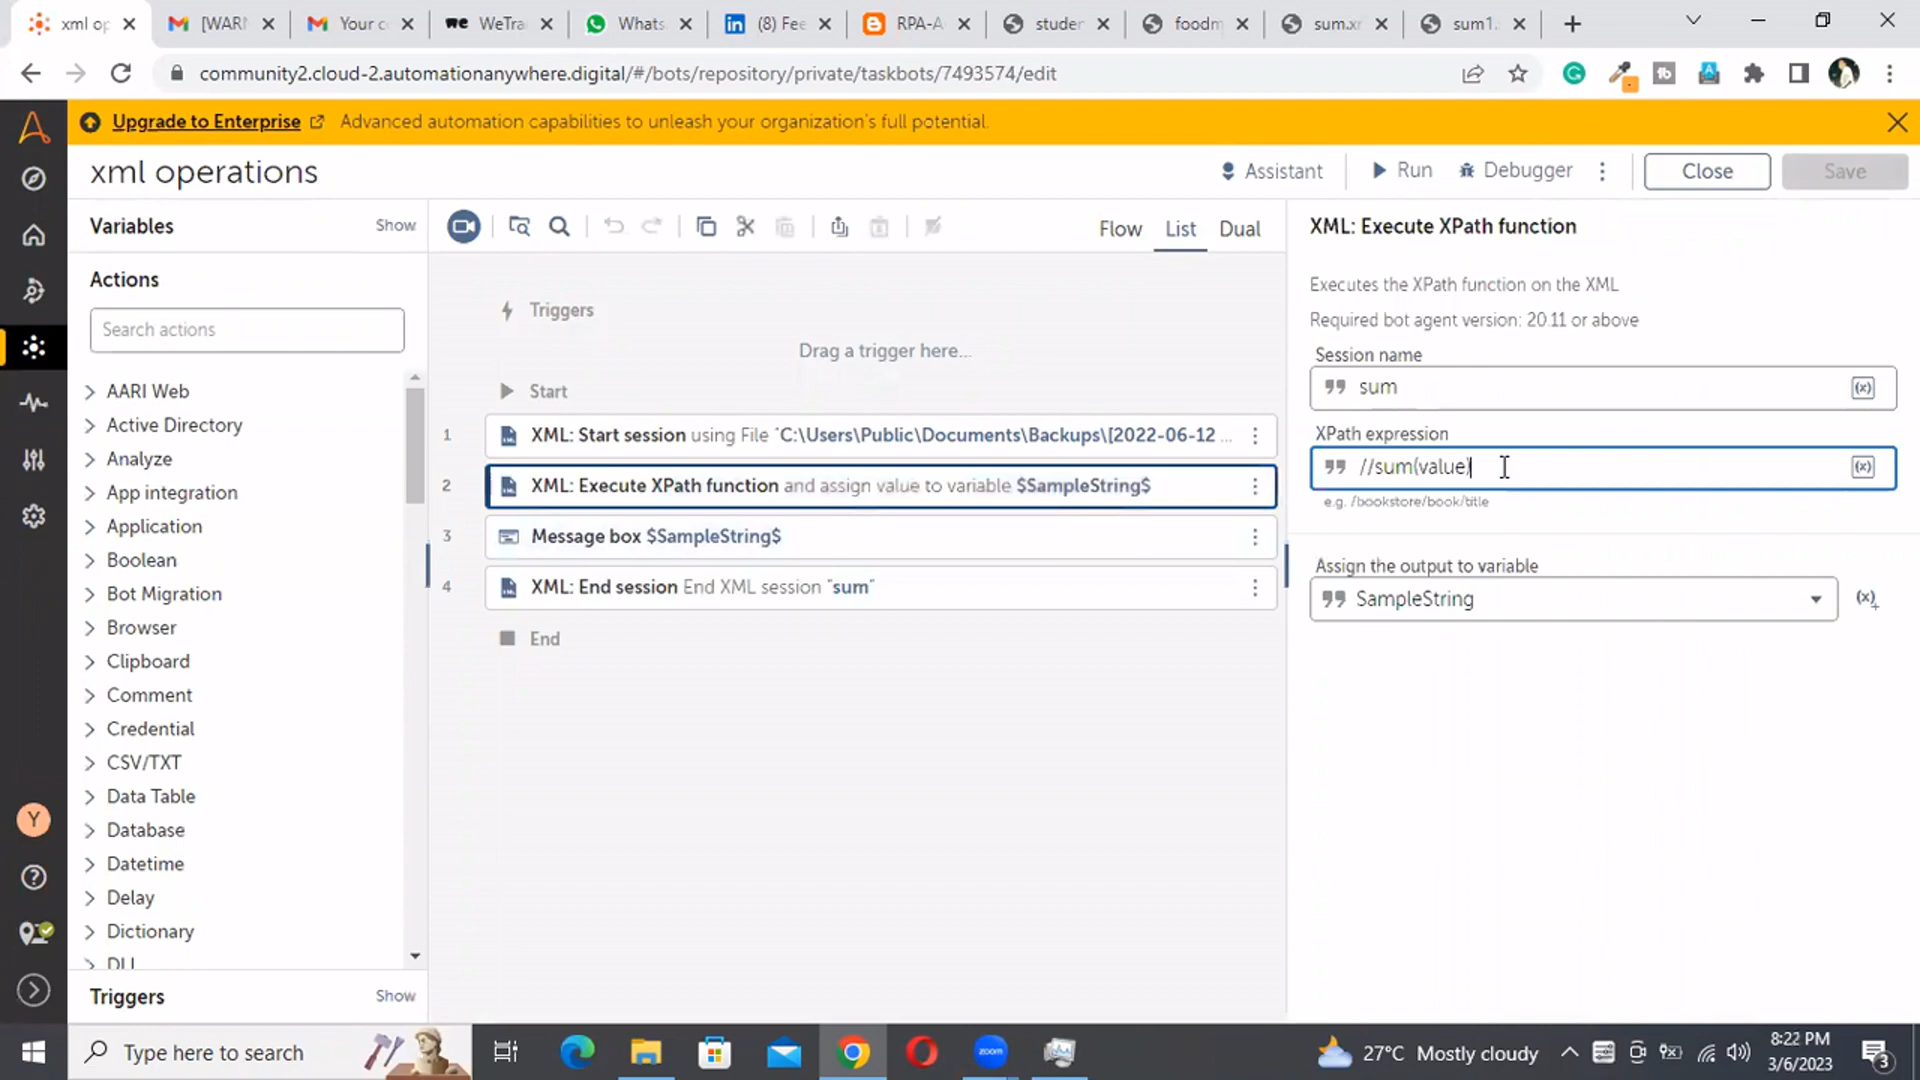 xml op
[WARN
Your c
WeTra
Whats
(8) Fee
RPA-A
studer
foodm
sum.xr
sum1.
community2.cloud-2.automationanywhere.digital/#/bots/repository/private/taskbots/7493574/edit
Upgrade to Enterprise Advanced automation capabilities to unleash your organization's full potential.
xml operations
Assistant
Run
Debugger
Close
Save
Variables
Show
Flow
List
Dual
Actions
Search actions
AARI Web
Active Directory
Analyze
App integration
Application
Boolean
Bot Migration
Browser
Clipboard
Comment
Credential
CSV/TXT
Data Table
Database
Datetime
Delay
Dictionary
DLL
Triggers
Show
Triggers
Drag a trigger here...
Start
1 XML: Start session using File "C:\Users\Public\Documents\Backups\[2022-06-12 ...
2 XML: Execute XPath function and assign value to variable $SampleString$
3 Message box $SampleString$
4 XML: End session End XML session "sum"
End
XML: Execute XPath function
Executes the XPath function on the XML
Required bot agent version: 20.11 or above
Session name
sum
(x)
XPath expression
//sum(value)
(x)
e.g. /bookstore/book/title
Assign the output to variable
SampleString
(x)+
Y
Type here to search
zoom
27°C Mostly cloudy
8:22 PM
3/6/2023
3